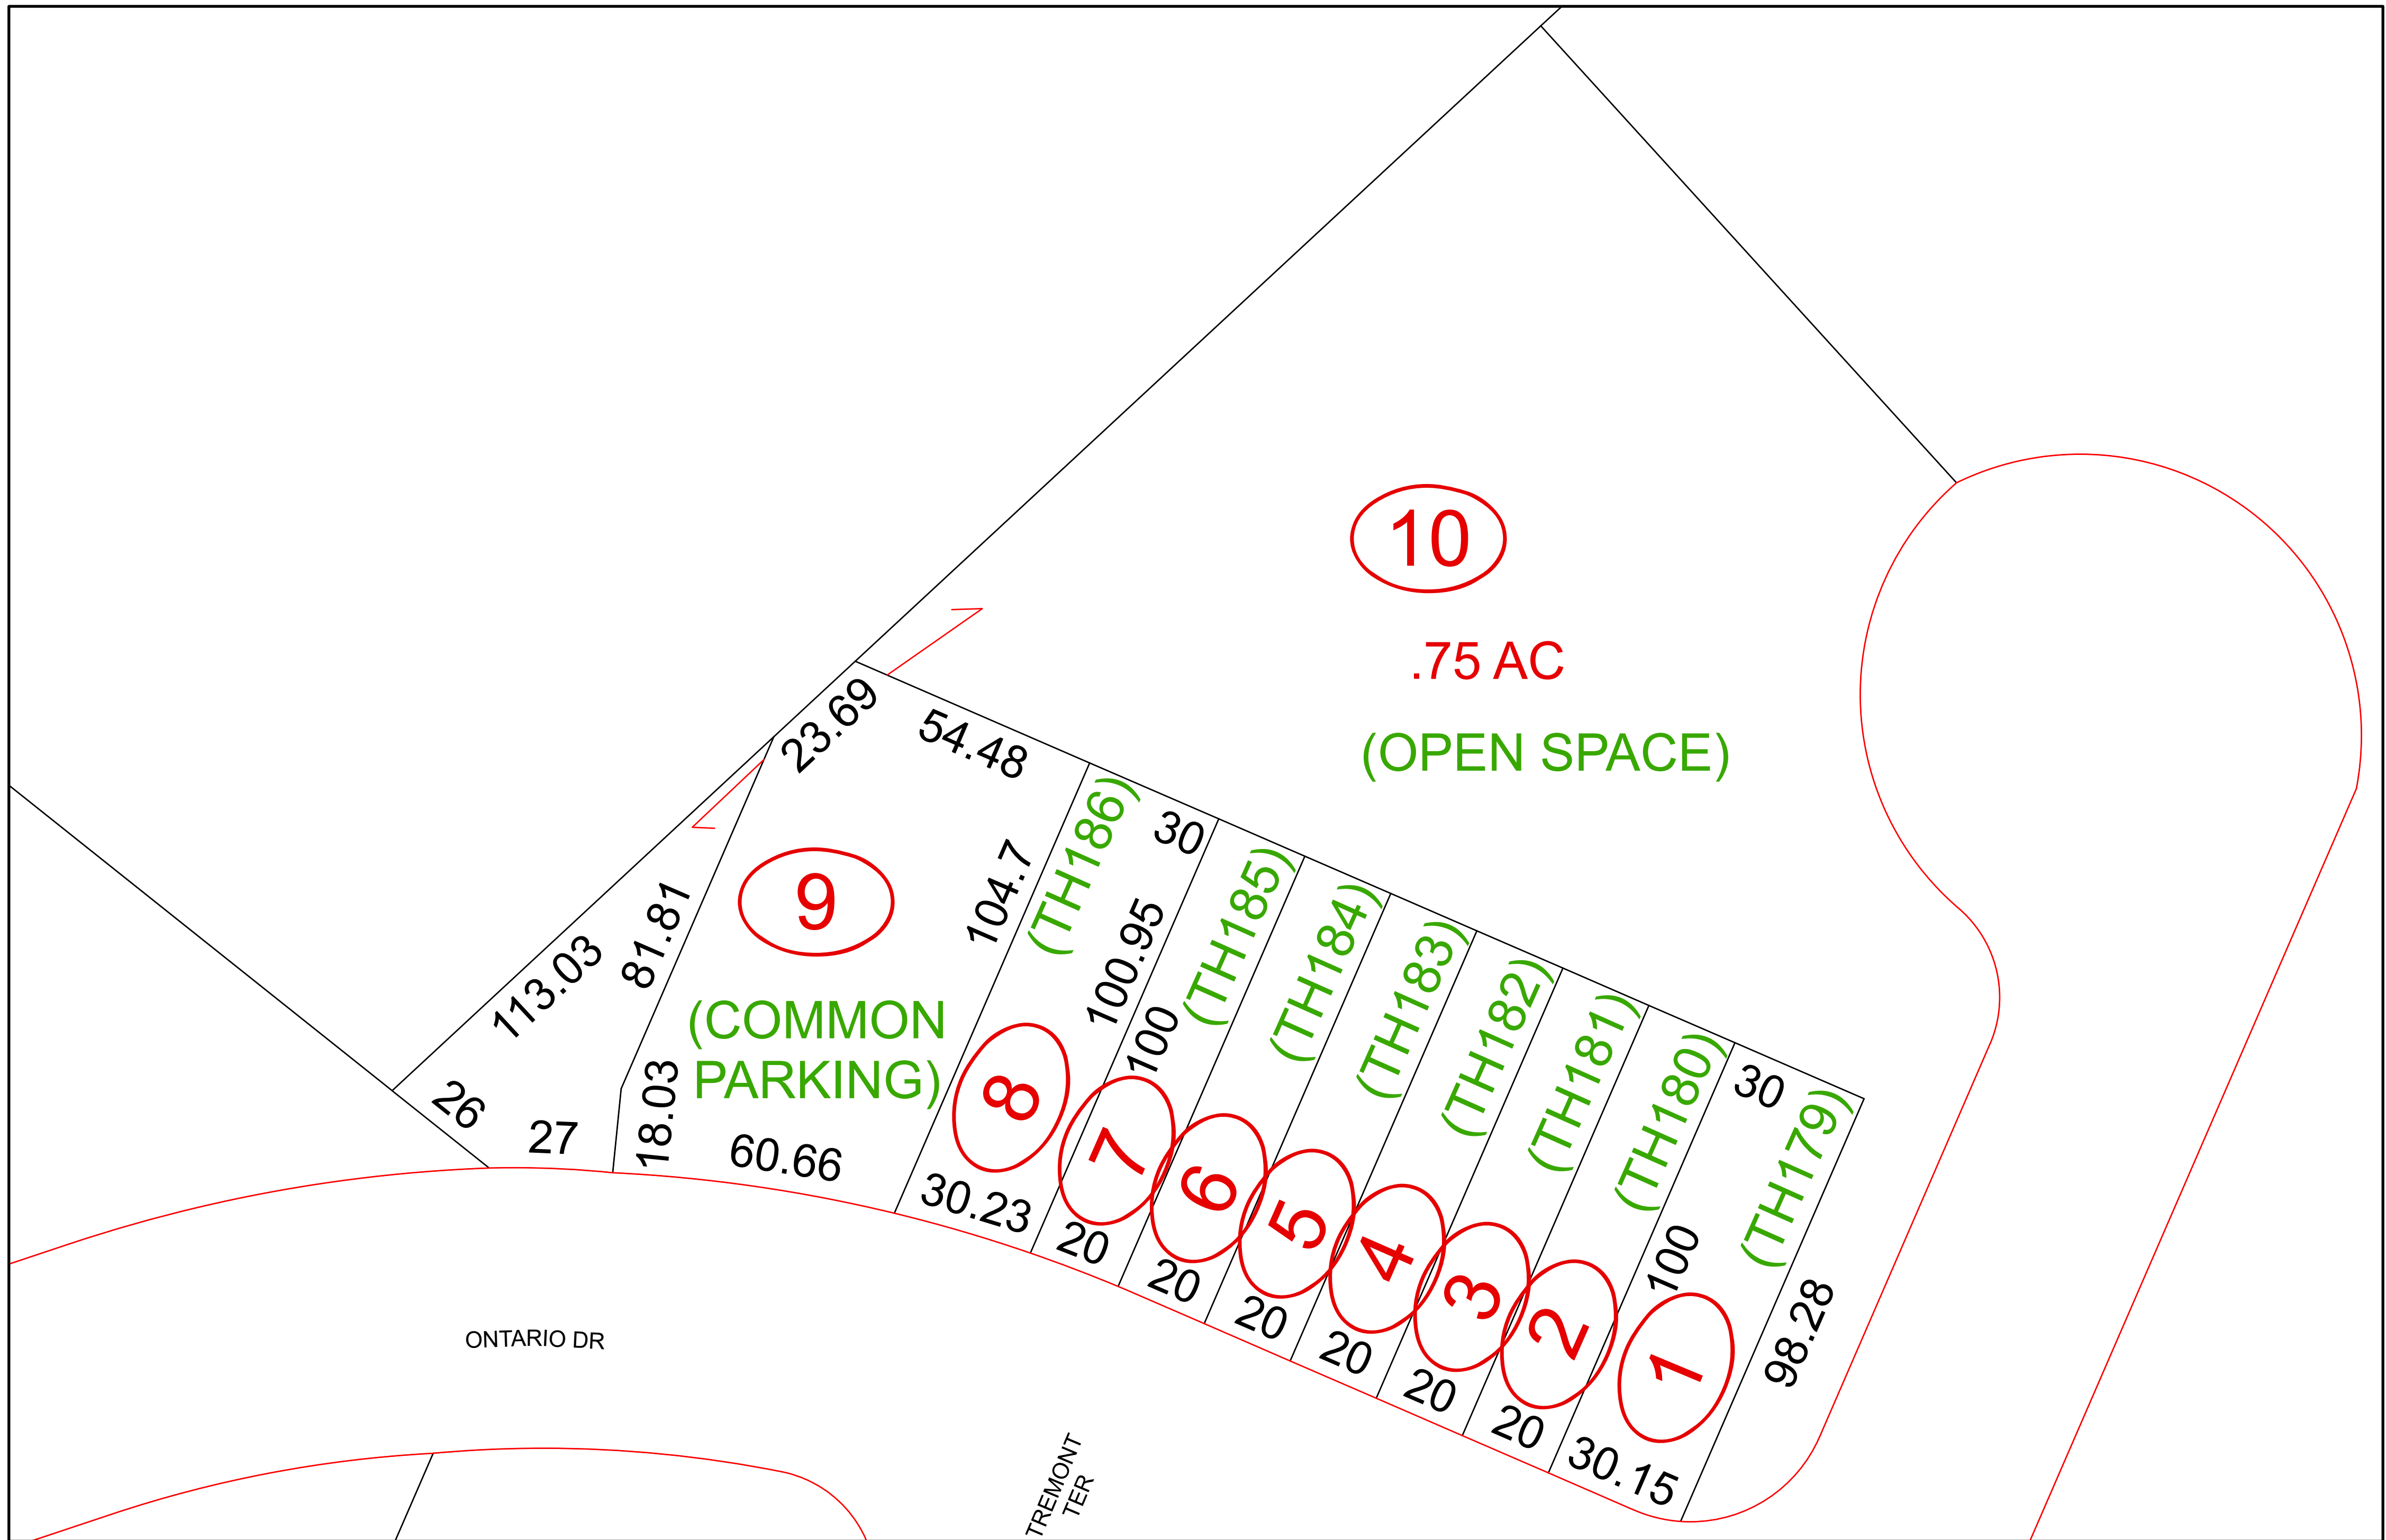 10
.75 AC
(OPEN SPACE)
23.69
54.48
(TH186)
30
104.7
9
81.81
113.03
(COMMON
PARKING)
100.95
100
(TH185)
(TH184)
(TH183)
(TH182)
(TH181)
(TH180)
30
(TH179)
26
27
18.03
60.66
8
7
6
5
4
3
2
1
100
98.28
30.23
20
20
20
20
20
20
30.15
ONTARIO DR
TREMONT
TER